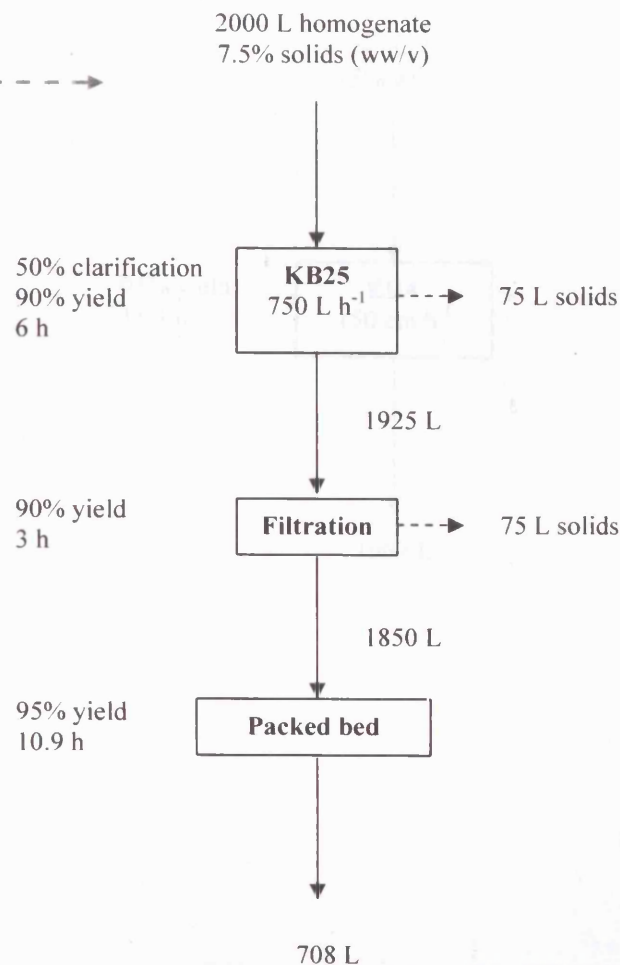 2000 L homogenate
7.5% solids (ww/v)
50% clarification
90% yield
6 h
KB25
750 L h⁻¹
75 L solids
1925 L
90% yield
3 h
Filtration
75 L solids
1850 L
95% yield
10.9 h
Packed bed
708 L